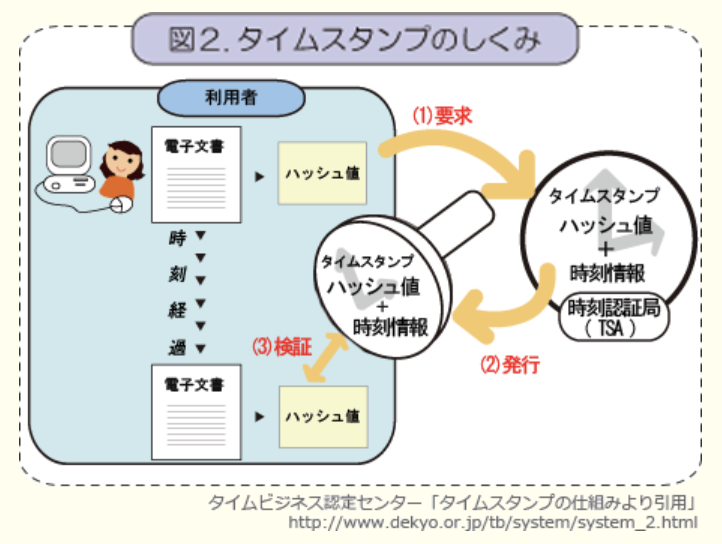 図2.タイムスタンプのしくみ
利用者
電子文書
ハッシュ値
(1)要求
タイムスタンプ
ハッシュ値
+
時刻情報
時刻認証局
(TSA)
時
刻
経
過
タイムスタンプ
ハッシュ値
+
時刻情報
(2)発行
(3)検証
電子文書
ハッシュ値
タイムビジネス認定センター「タイムスタンプの仕組みより引用」
http://www.dekyo.or.jp/tb/system/system_2.html